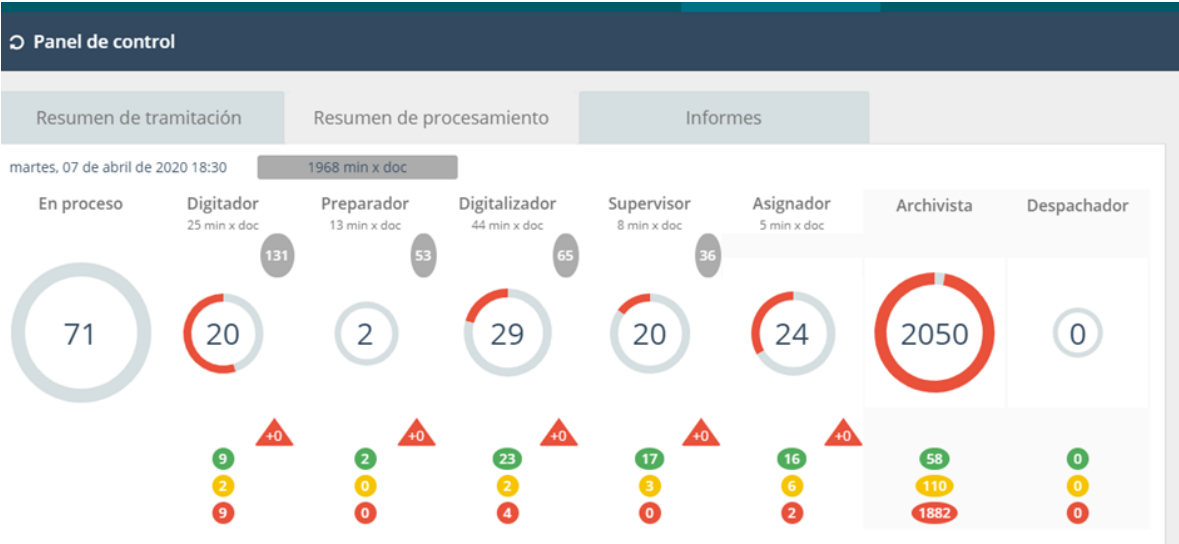 Panel de control
Resumen de tramitación Resumen de procesamiento Informes
martes, 07 de abril de 2020 18:30 1968 min x doc
En proceso Digitador Preparador Digitalizador Supervisor Asignador Archivista Despachador
25 min x doc 13 min x doc 44 min x doc 8 min x doc 5 min x doc
131 53 65 36
71 20 2 29 20 24 2050 0
+0 +0 +0 +0 +0
9 2 23 17 16 58 0
2 0 2 3 6 110 0
9 0 4 0 2 1882 0